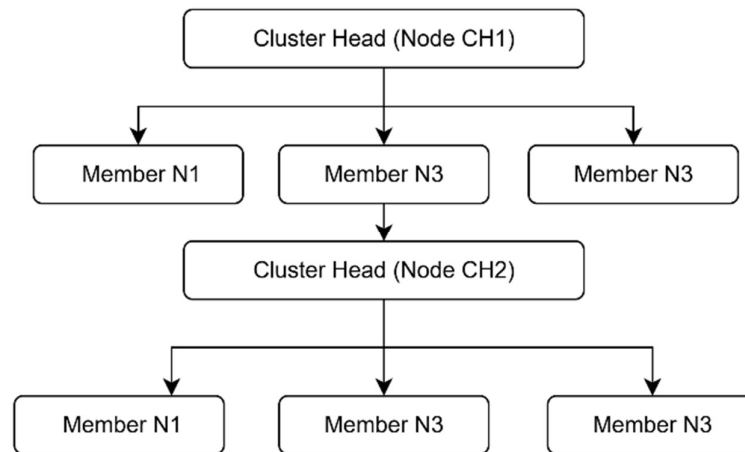 Cluster Head (Node CH1)
Member N1
Member N3
Member N3
Cluster Head (Node CH2)
Member N1
Member N3
Member N3